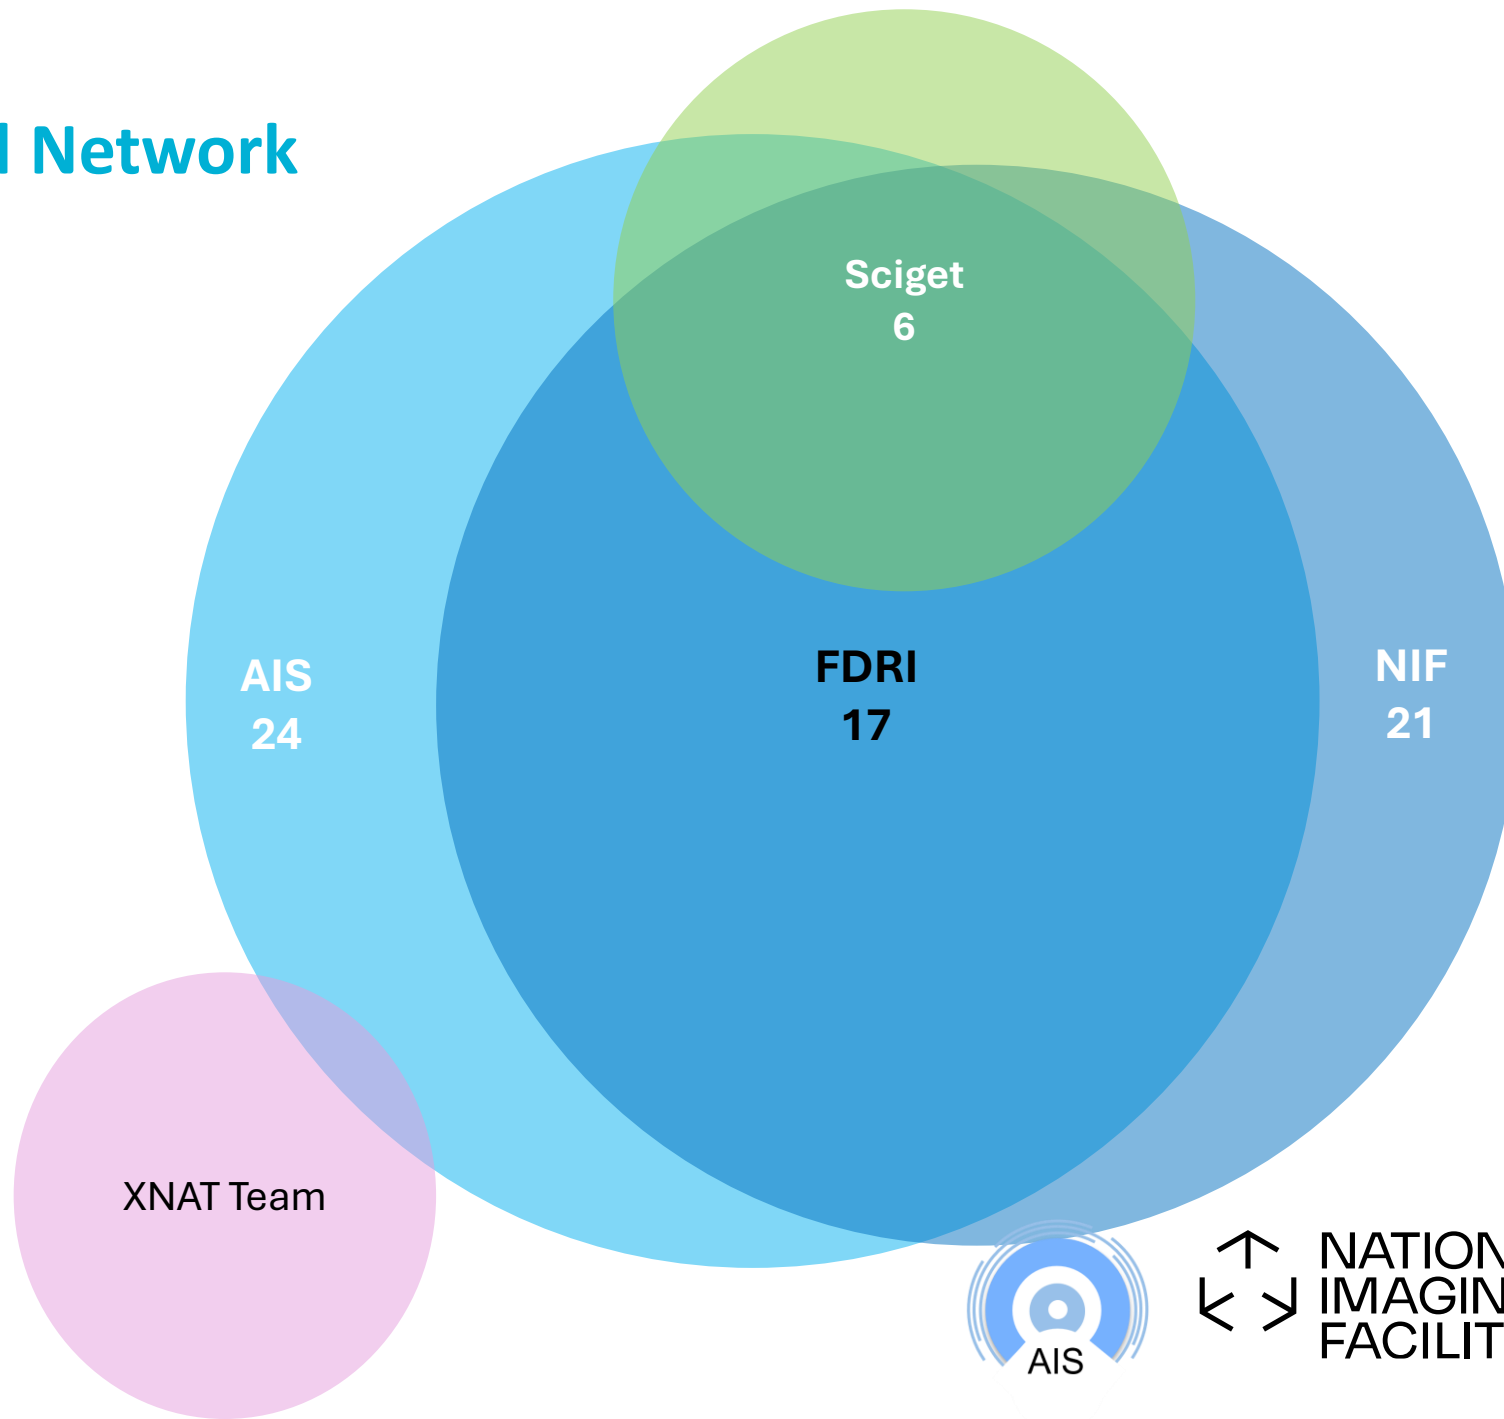 l Network
Sciget
6
AIS
24
FDRI
17
NIF
21
XNAT Team
AIS
NATION
IMAGIN
FACILIT